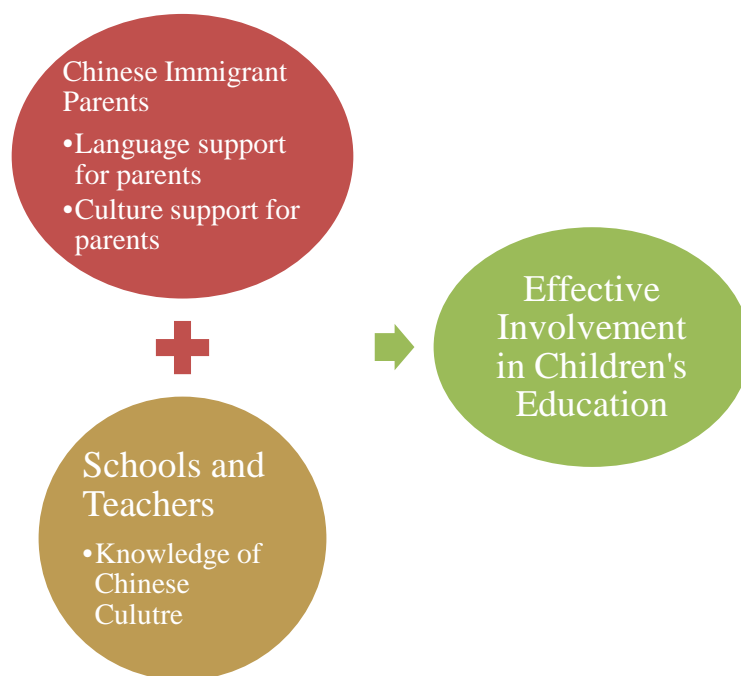 Chinese Immigrant
Parents
•Language support
for parents
•Culture support for
parents
Schools and
Teachers
•Knowledge of
Chinese
Culutre
Effective
Involvement
in Children's
Education